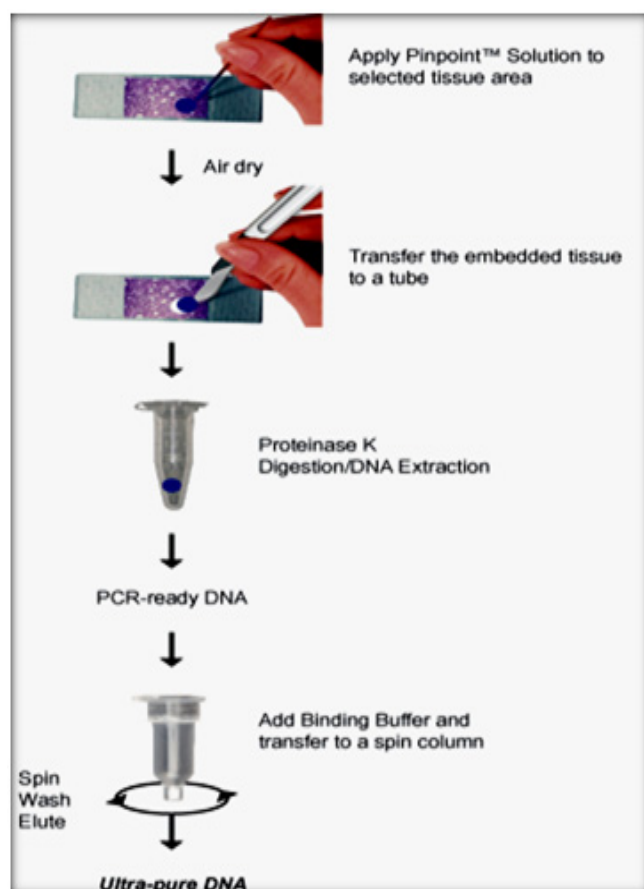 Apply Pinpoint™ Solution to
selected tissue area
Air dry
Transfer the embedded tissue
to a tube
Proteinase K
Digestion/DNA Extraction
PCR-ready DNA
Add Binding Buffer and
transfer to a spin column
Spin
Wash
Elute
Ultra-pure DNA